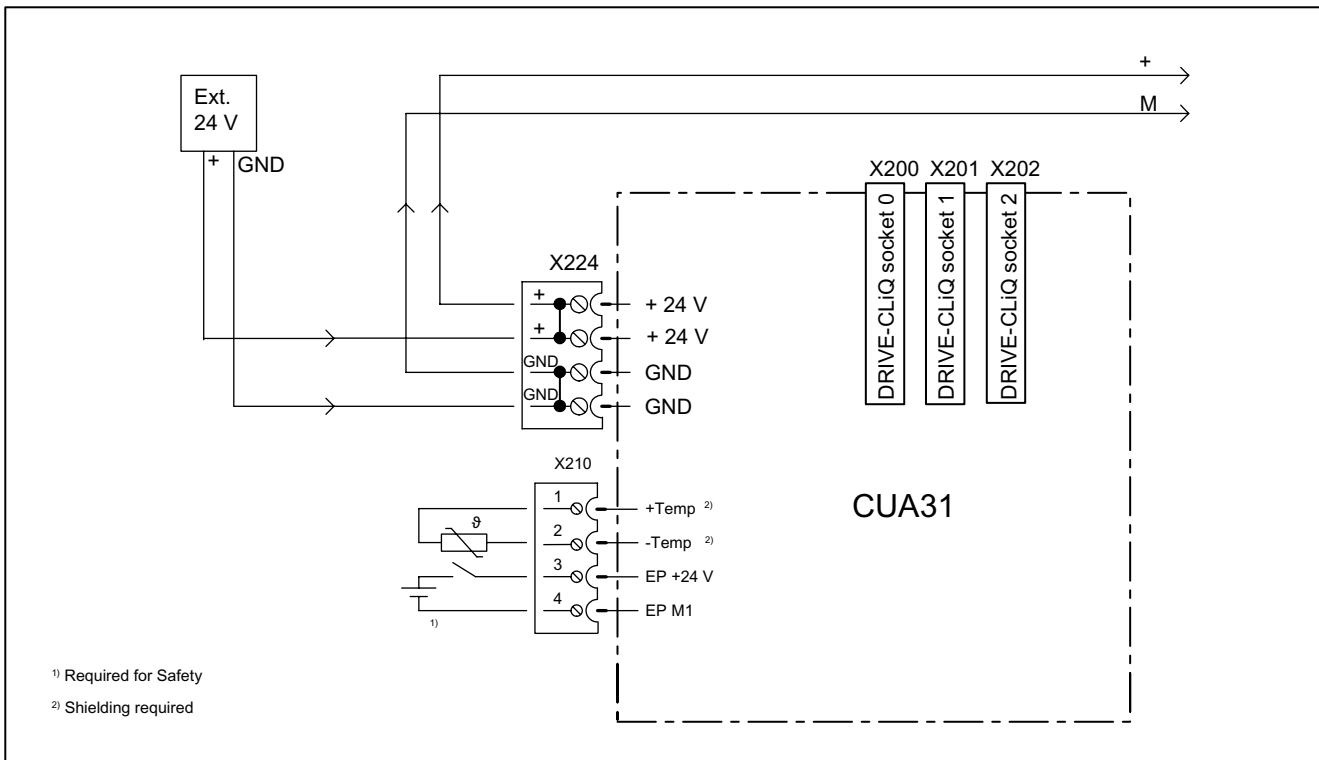 +
M
Ext.
24 V
+ GND
X200 X201 X202
DRIVE-CLiQ socket 0
DRIVE-CLiQ socket 1
DRIVE-CLiQ socket 2
X224
+ + 24 V
+ + 24 V
GND GND
GND GND
X210
1 +Temp 2)
ϑ
2 -Temp 2)
3 EP +24 V
4 EP M1
1)
CUA31
1) Required for Safety
2) Shielding required